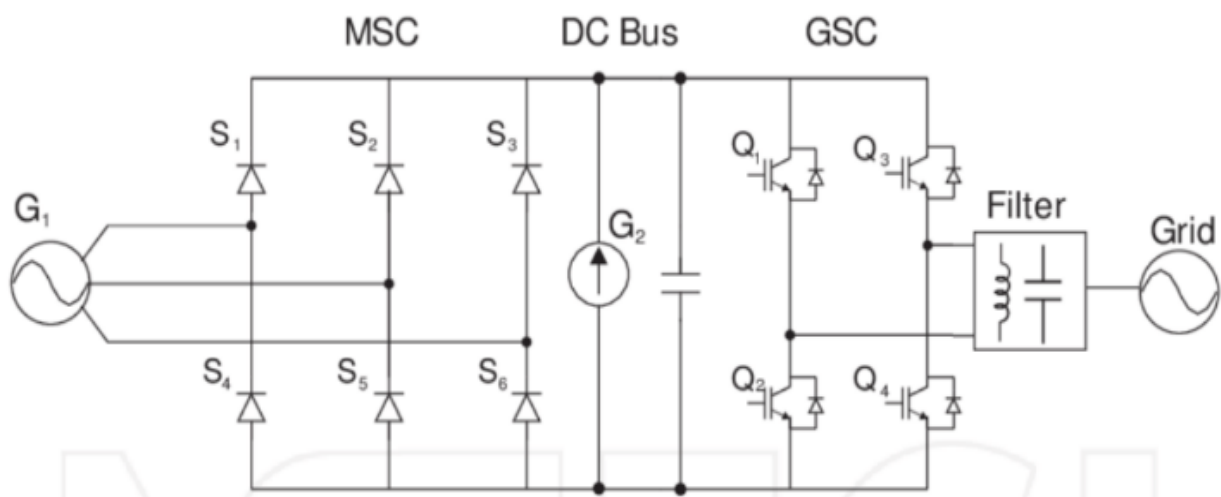 MSC DC Bus GSC
S₁ S₂ S₃ Q₁ Q₃
G₁ G₂ Filter Grid
S₄ S₅ S₆ Q₂ Q₄